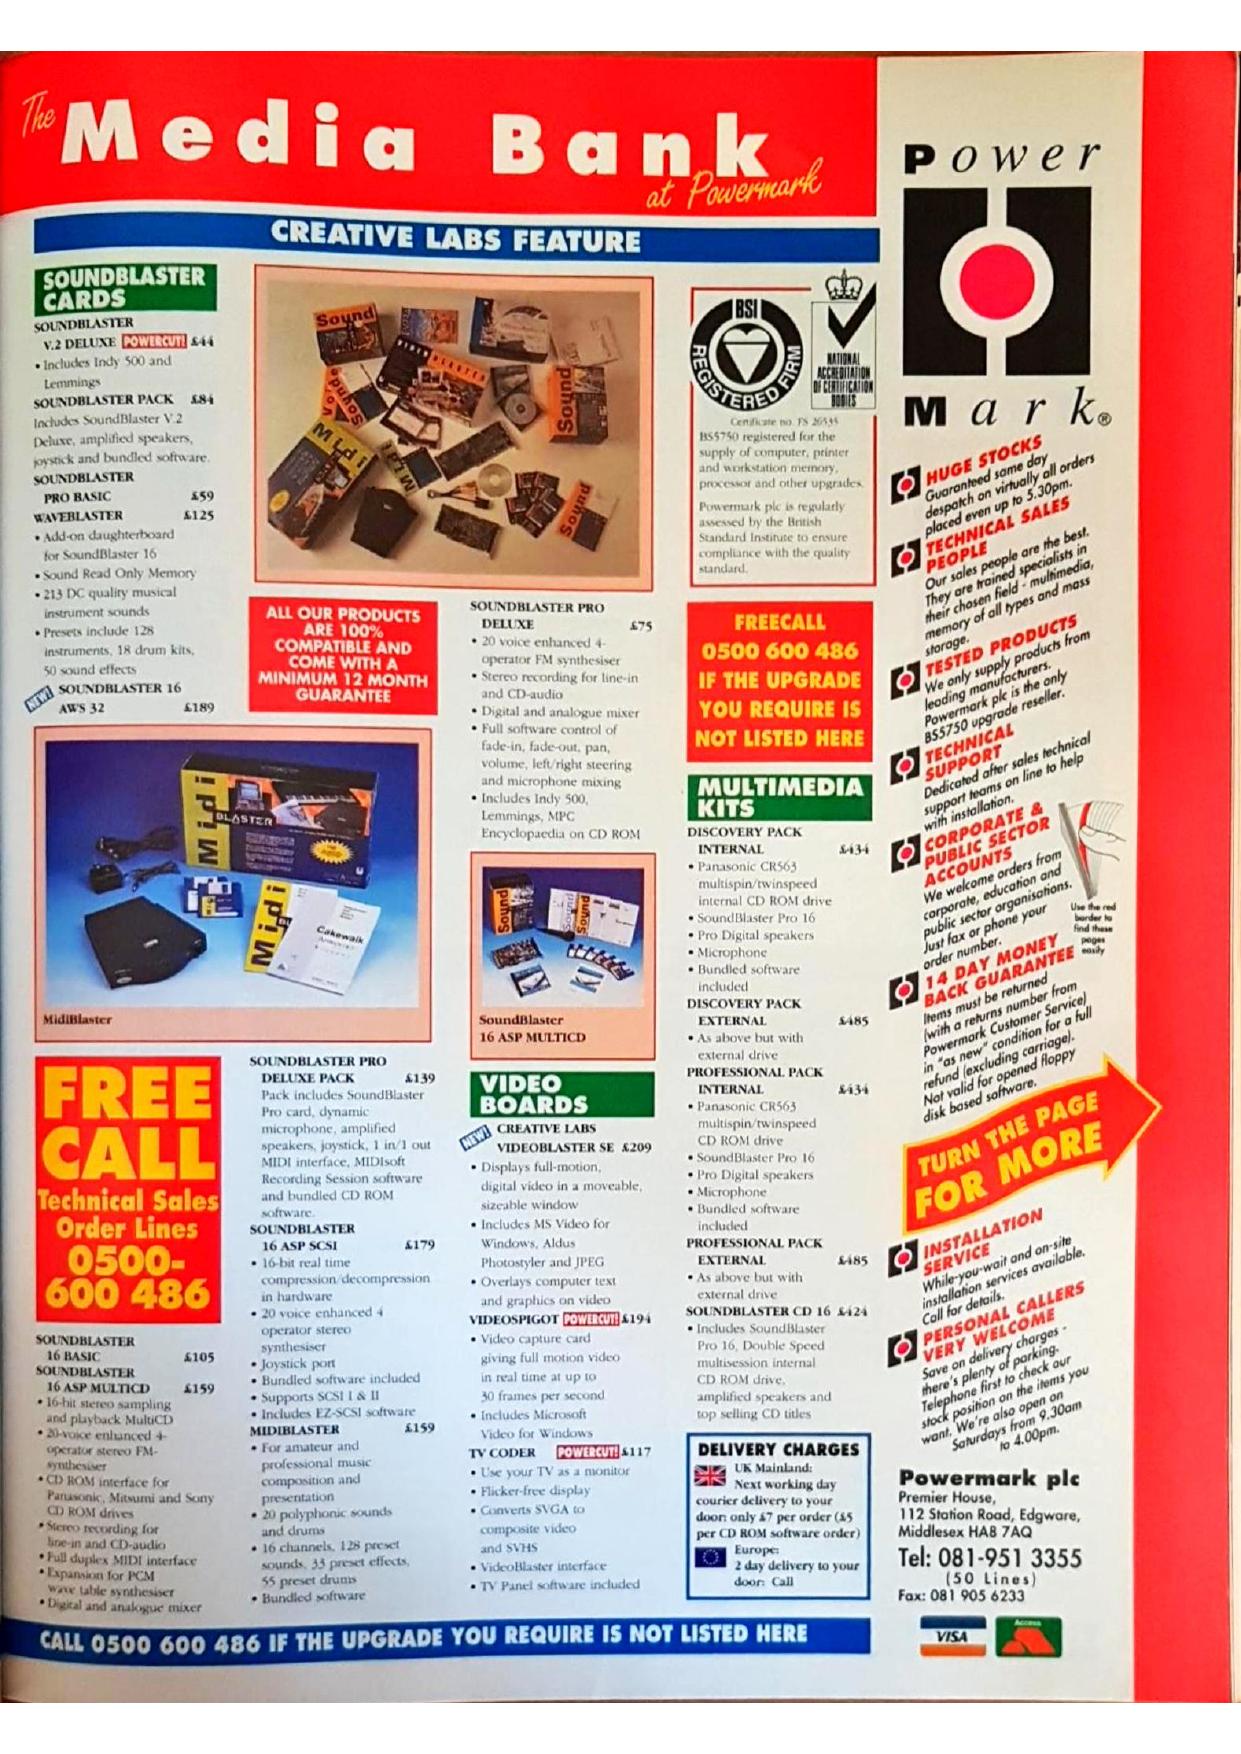 The Media Bank
at Powermark
CREATIVE LABS FEATURE
SOUNDBLASTER
CARDS
SOUNDBLASTER
V.2 DELUXE POWERCUT! £44
• Includes Indy 500 and
Lemmings
SOUNDBLASTER PACK £84
Includes SoundBlaster V.2
Deluxe, amplified speakers,
joystick and bundled software.
SOUNDBLASTER
PRO BASIC £59
WAVEBLASTER £125
• Add-on daughterboard
for SoundBlaster 16
• Sound Read Only Memory
• 213 DC quality musical
instrument sounds
• Presets include 128
instruments, 18 drum kits,
50 sound effects
NEW! SOUNDBLASTER 16
AWS 32 £189
Sound
VIDEO BLASTER
Sound
Midi
Midi
Sound
ALL OUR PRODUCTS
ARE 100%
COMPATIBLE AND
COME WITH A
MINIMUM 12 MONTH
GUARANTEE
Midi
BLASTER
Midi
Cakewalk
MidiBlaster
FREE
CALL
Technical Sales
Order Lines
0500-
600 486
SOUNDBLASTER
16 BASIC £105
SOUNDBLASTER
16 ASP MULTICD £159
• 16-bit stereo sampling
and playback MultiCD
• 20-voice enhanced 4-
operator stereo FM-
synthesiser
• CD ROM interface for
Panasonic, Mitsumi and Sony
CD ROM drives
• Stereo recording for
line-in and CD-audio
• Full duplex MIDI interface
• Expansion for PCM
wave table synthesiser
• Digital and analogue mixer
SOUNDBLASTER PRO
DELUXE PACK £139
Pack includes SoundBlaster
Pro card, dynamic
microphone, amplified
speakers, joystick, 1 in/1 out
MIDI interface, MIDIsoft
Recording Session software
and bundled CD ROM
software.
SOUNDBLASTER
16 ASP SCSI £179
• 16-bit real time
compression/decompression
in hardware
• 20 voice enhanced 4
operator stereo
synthesiser
• Joystick port
• Bundled software included
• Supports SCSI I & II
• Includes EZ-SCSI software
MIDIBLASTER £159
• For amateur and
professional music
composition and
presentation
• 20 polyphonic sounds
and drums
• 16 channels, 128 preset
sounds, 33 preset effects,
55 preset drums
• Bundled software
SOUNDBLASTER PRO
DELUXE £75
• 20 voice enhanced 4-
operator FM synthesiser
• Stereo recording for line-in
and CD-audio
• Digital and analogue mixer
• Full software control of
fade-in, fade-out, pan,
volume, left/right steering
and microphone mixing
• Includes Indy 500,
Lemmings, MPC
Encyclopaedia on CD ROM
Sound
Sound
SoundBlaster
16 ASP MULTICD
VIDEO
BOARDS
NEW! CREATIVE LABS
VIDEOBLASTER SE £209
• Displays full-motion,
digital video in a moveable,
sizeable window
• Includes MS Video for
Windows, Aldus
Photostyler and JPEG
• Overlays computer text
and graphics on video
VIDEOSPIGOT POWERCUT! £194
• Video capture card
giving full motion video
in real time at up to
30 frames per second
• Includes Microsoft
Video for Windows
TV CODER POWERCUT! £117
• Use your TV as a monitor
• Flicker-free display
• Converts SVGA to
composite video
and SVHS
• VideoBlaster interface
• TV Panel software included
BSI
REGISTERED FIRM
NATIONAL
ACCREDITATION
OF CERTIFICATION
BODIES
Certificate no. FS 26535
BS5750 registered for the
supply of computer, printer
and workstation memory,
processor and other upgrades.
Powermark plc is regularly
assessed by the British
Standard Institute to ensure
compliance with the quality
standard.
FREECALL
0500 600 486
IF THE UPGRADE
YOU REQUIRE IS
NOT LISTED HERE
MULTIMEDIA
KITS
DISCOVERY PACK
INTERNAL £434
• Panasonic CR563
multispin/twinspeed
internal CD ROM drive
• SoundBlaster Pro 16
• Pro Digital speakers
• Microphone
• Bundled software
included
DISCOVERY PACK
EXTERNAL £485
• As above but with
external drive
PROFESSIONAL PACK
INTERNAL £434
• Panasonic CR563
multispin/twinspeed
CD ROM drive
• SoundBlaster Pro 16
• Pro Digital speakers
• Microphone
• Bundled software
included
PROFESSIONAL PACK
EXTERNAL £485
• As above but with
external drive
SOUNDBLASTER CD 16 £424
• Includes SoundBlaster
Pro 16, Double Speed
multisession internal
CD ROM drive,
amplified speakers and
top selling CD titles
DELIVERY CHARGES
UK Mainland:
Next working day
courier delivery to your
door: only £7 per order (£5
per CD ROM software order)
Europe:
2 day delivery to your
door: Call
CALL 0500 600 486 IF THE UPGRADE YOU REQUIRE IS NOT LISTED HERE
Power
Mark®
HUGE STOCKS
Guaranteed same day
despatch on virtually all orders
placed even up to 5.30pm.
TECHNICAL SALES
PEOPLE
Our sales people are the best.
They are trained specialists in
their chosen field - multimedia,
memory of all types and mass
storage.
TESTED PRODUCTS
We only supply products from
leading manufacturers.
Powermark plc is the only
BS5750 upgrade reseller.
TECHNICAL
SUPPORT
Dedicated after sales technical
support teams on line to help
with installation.
CORPORATE &
PUBLIC SECTOR
ACCOUNTS
We welcome orders from
corporate, education and
public sector organisations.
Just fax or phone your
order number.
Use the red
border to
find these
pages
easily
14 DAY MONEY
BACK GUARANTEE
Items must be returned
(with a returns number from
Powermark Customer Service)
in "as new" condition for a full
refund (excluding carriage).
Not valid for opened floppy
disk based software.
TURN THE PAGE
FOR MORE
INSTALLATION
SERVICE
While-you-wait and on-site
installation services available.
Call for details.
PERSONAL CALLERS
VERY WELCOME
Save on delivery charges -
there's plenty of parking.
Telephone first to check our
stock position on the items you
want. We're also open on
Saturdays from 9.30am
to 4.00pm.
Powermark plc
Premier House,
112 Station Road, Edgware,
Middlesex HA8 7AQ
Tel: 081-951 3355
(50 Lines)
Fax: 081 905 6233
VISA
Access